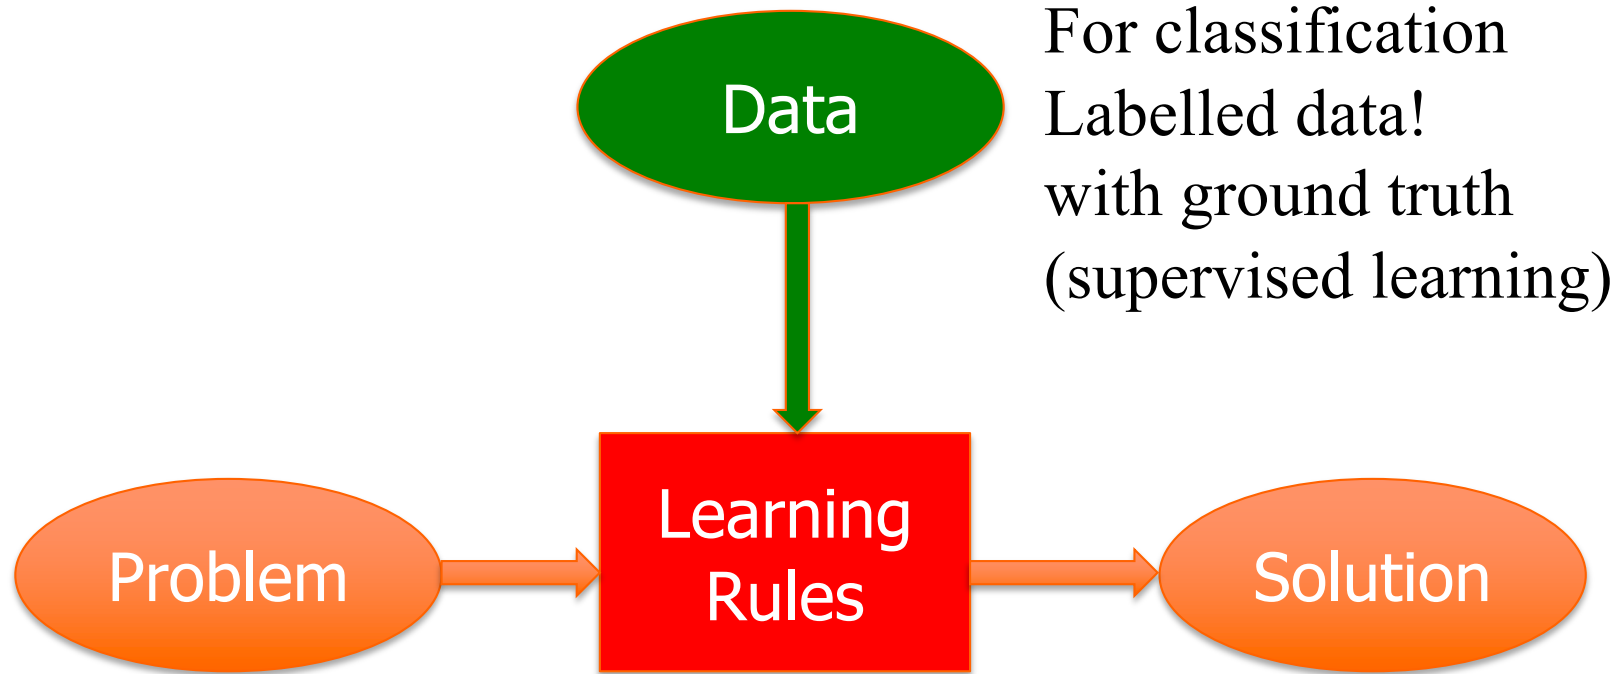 Data
For classification
Labelled data!
with ground truth
(supervised learning)
Problem
Learning
Rules
Solution